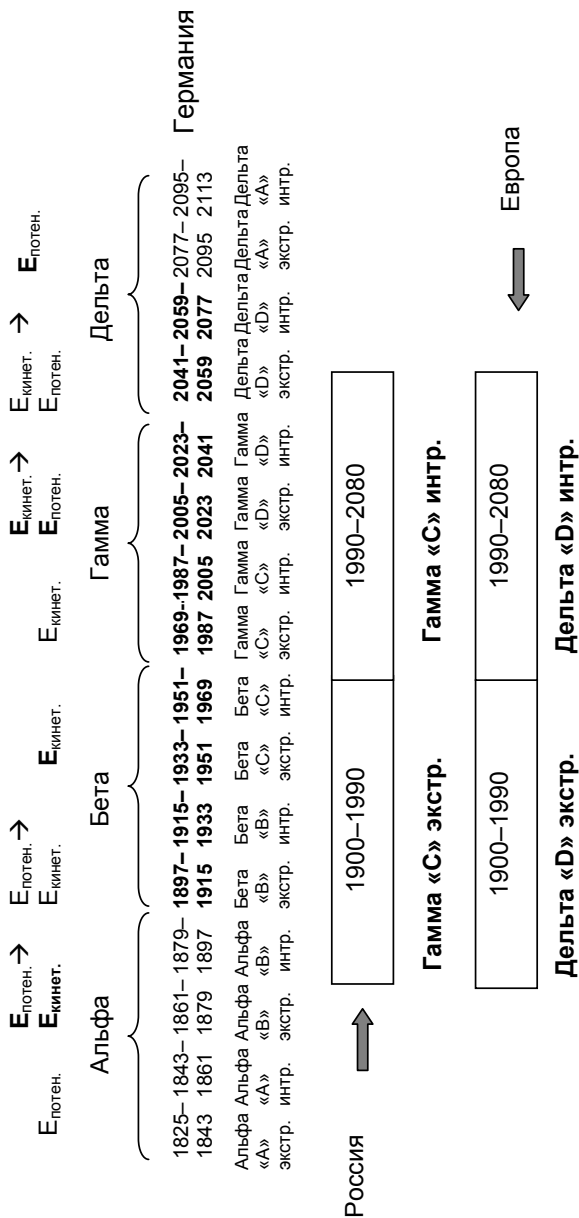 Eпотен.→ Eпотен.→ Eкинет.→ Eкинет. →
Eпотен. Eкинет. Eкинет. Eкинет. Eкинет. Eпотен. Eпотен. Eпотен.
Альфа Бета Гамма Дельта
1825– 1843– 1861– 1879– 1897– 1915– 1933– 1951– 1969– 1987– 2005– 2023– 2041– 2059– 2077– 2095–
1843 1861 1879 1897 1915 1933 1951 1969 1987 2005 2023 2041 2059 2077 2095 2113
Германия
Альфа Альфа Альфа Альфа Бета Бета Бета Бета Гамма Гамма Гамма Гамма Дельта Дельта Дельта Дельта
«A» «A» «B» «B» «B» «B» «C» «C» «C» «C» «D» «D» «D» «D» «A» «A»
экстр. интр. экстр. интр. экстр. интр. экстр. интр. экстр. интр. экстр. интр. экстр. интр. экстр. интр.
Россия 1900–1990 1990–2080
Гамма «C» экстр. Гамма «C» интр.
1900–1990 1990–2080 Европа
Дельта «D» экстр. Дельта «D» интр.